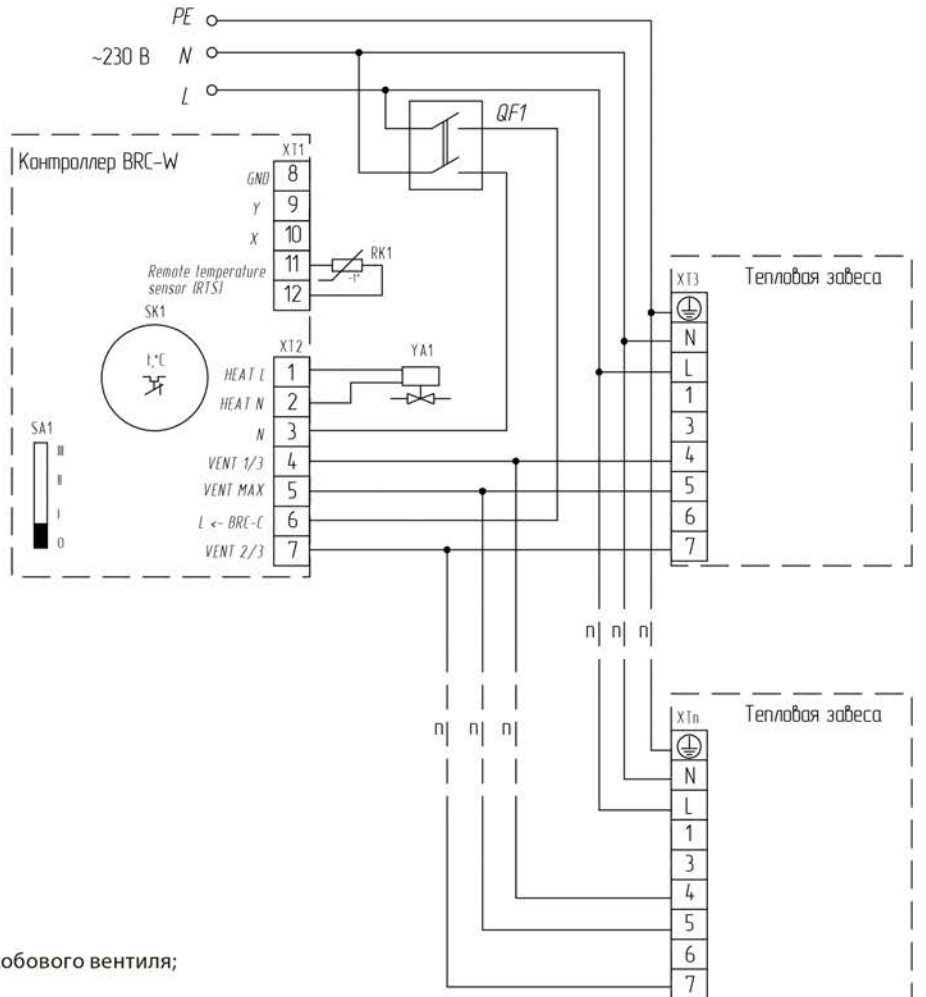 PE
~230 В N
L
QF1
Контроллер BRC-W
XT1
GND 8
Y 9
X 10
Remote temperature sensor (RTS)
11
12
RK1
-t°
SK1
t,°C
XT2
HEAT L 1
HEAT N 2
N 3
VENT 1/3 4
VENT MAX 5
L <- BRC-C 6
VENT 2/3 7
YA1
SA1
III
II
I
0
XT3
Тепловая завеса
N
L
1
3
4
5
6
7
n n n
n n n
XTn
Тепловая завеса
N
L
1
3
4
5
6
7
обового вентиля;